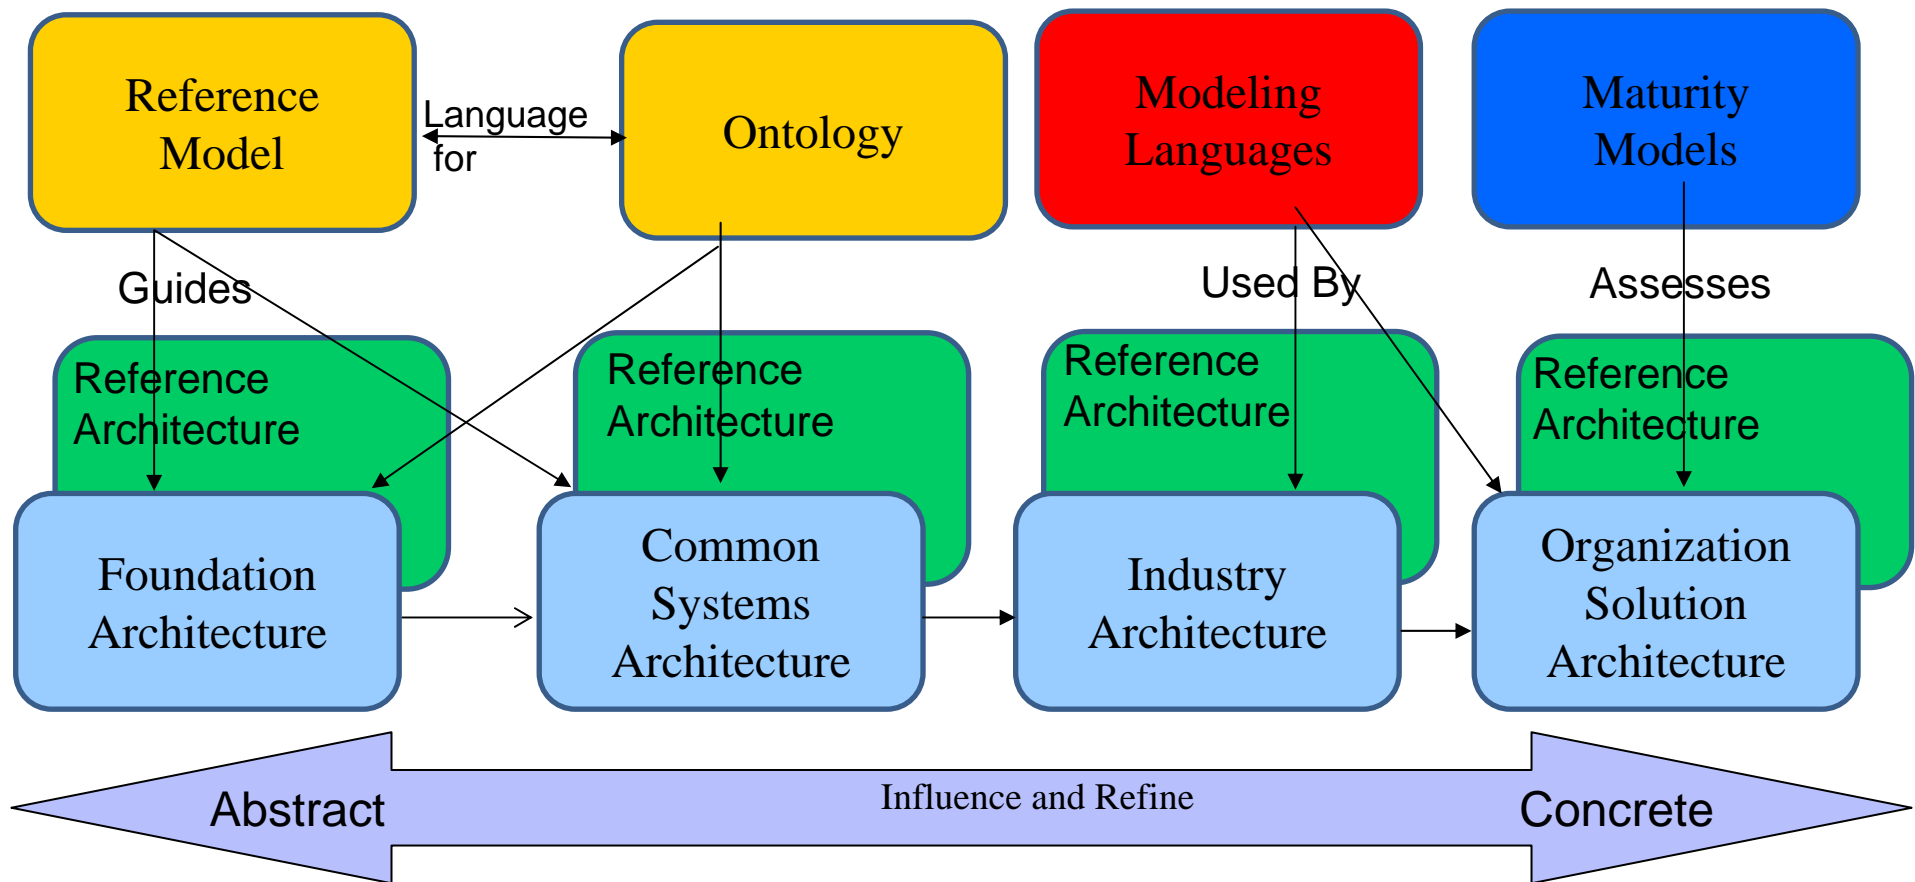 Reference
Model
Language
for
Ontology
Modeling
Languages
Maturity
Models
Guides
Used By
Assesses
Reference
Architecture
Reference
Architecture
Reference
Architecture
Reference
Architecture
Foundation
Architecture
Common
Systems
Architecture
Industry
Architecture
Organization
Solution
Architecture
Abstract
Influence and Refine
Concrete